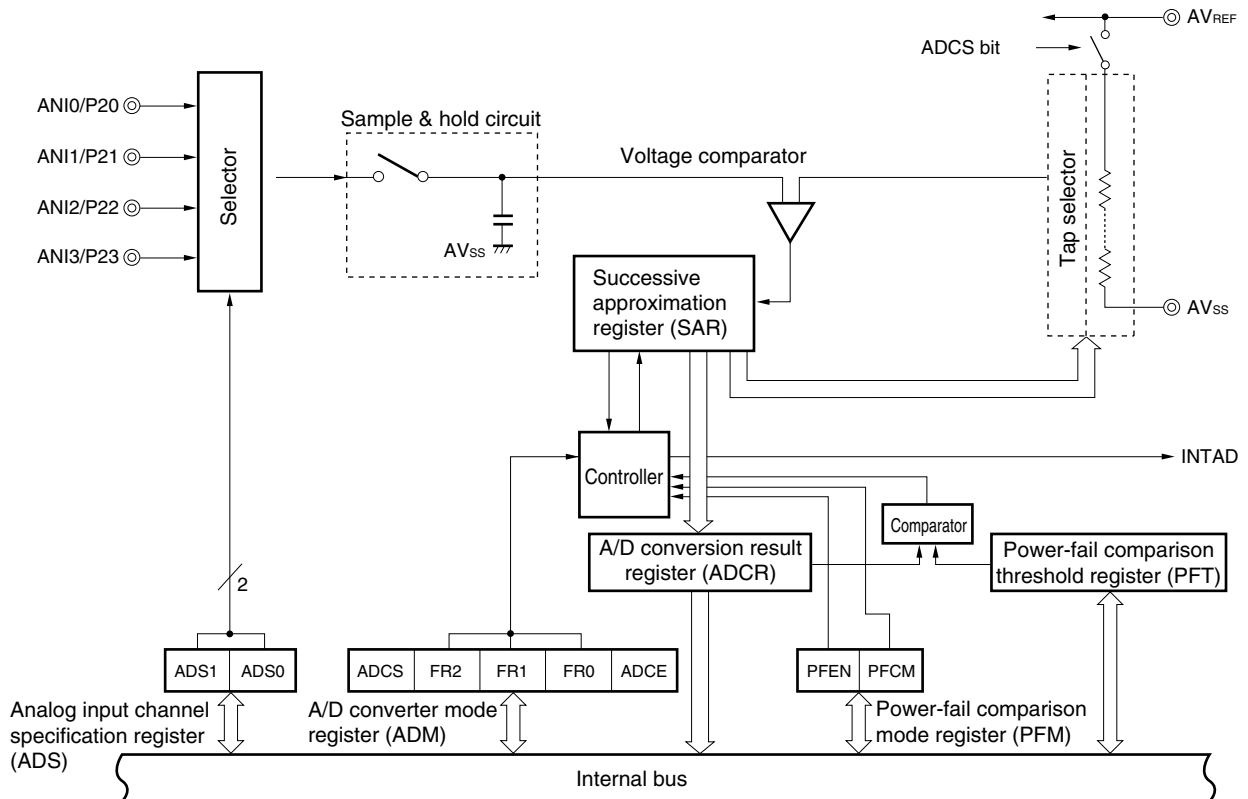 AVREF
ADCS bit
ANI0/P20
ANI1/P21
ANI2/P22
ANI3/P23
Selector
Sample & hold circuit
AVSS
Voltage comparator
Tap selector
AVSS
Successive
approximation
register (SAR)
Controller
INTAD
Comparator
A/D conversion result
register (ADCR)
Power-fail comparison
threshold register (PFT)
2
ADS1
ADS0
ADCS
FR2
FR1
FR0
ADCE
PFEN
PFCM
Analog input channel
specification register
(ADS)
A/D converter mode
register (ADM)
Power-fail comparison
mode register (PFM)
Internal bus